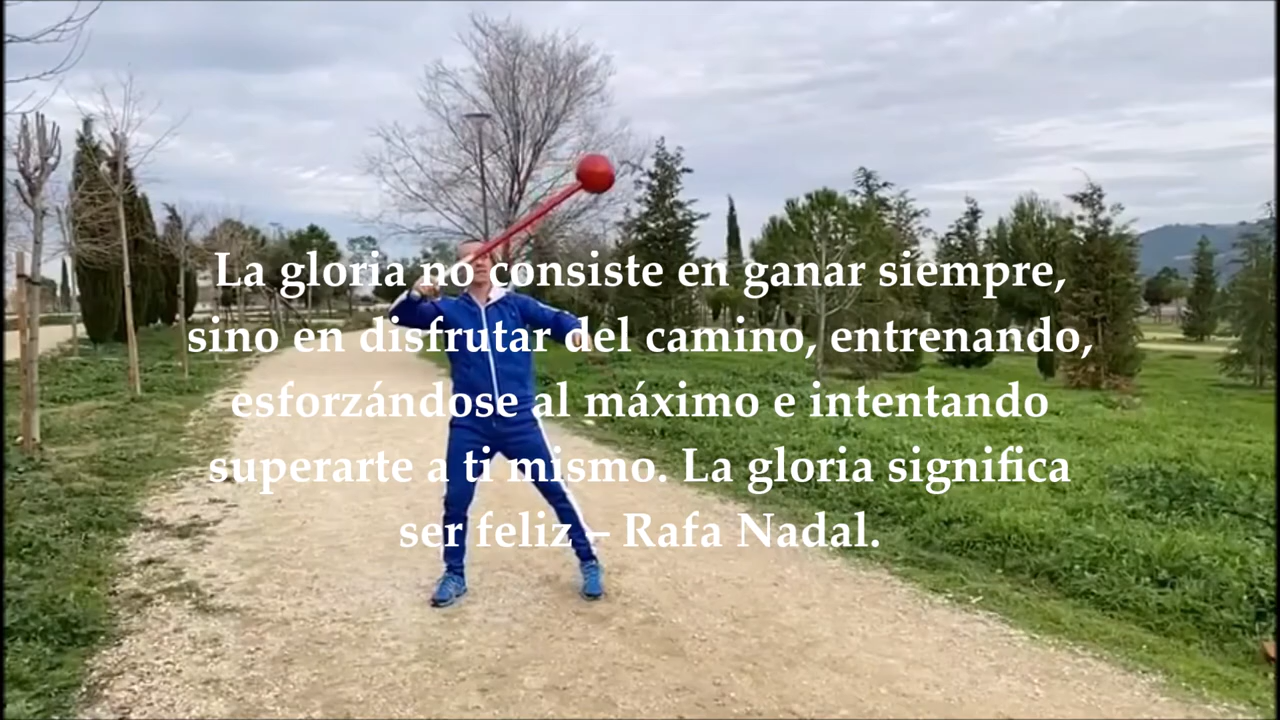 La gloria no consiste en ganar siempre,
sino en disfrutar del camino, entrenando,
esforzándose al máximo e intentando
superarte a ti mismo. La gloria significa
ser feliz – Rafa Nadal.